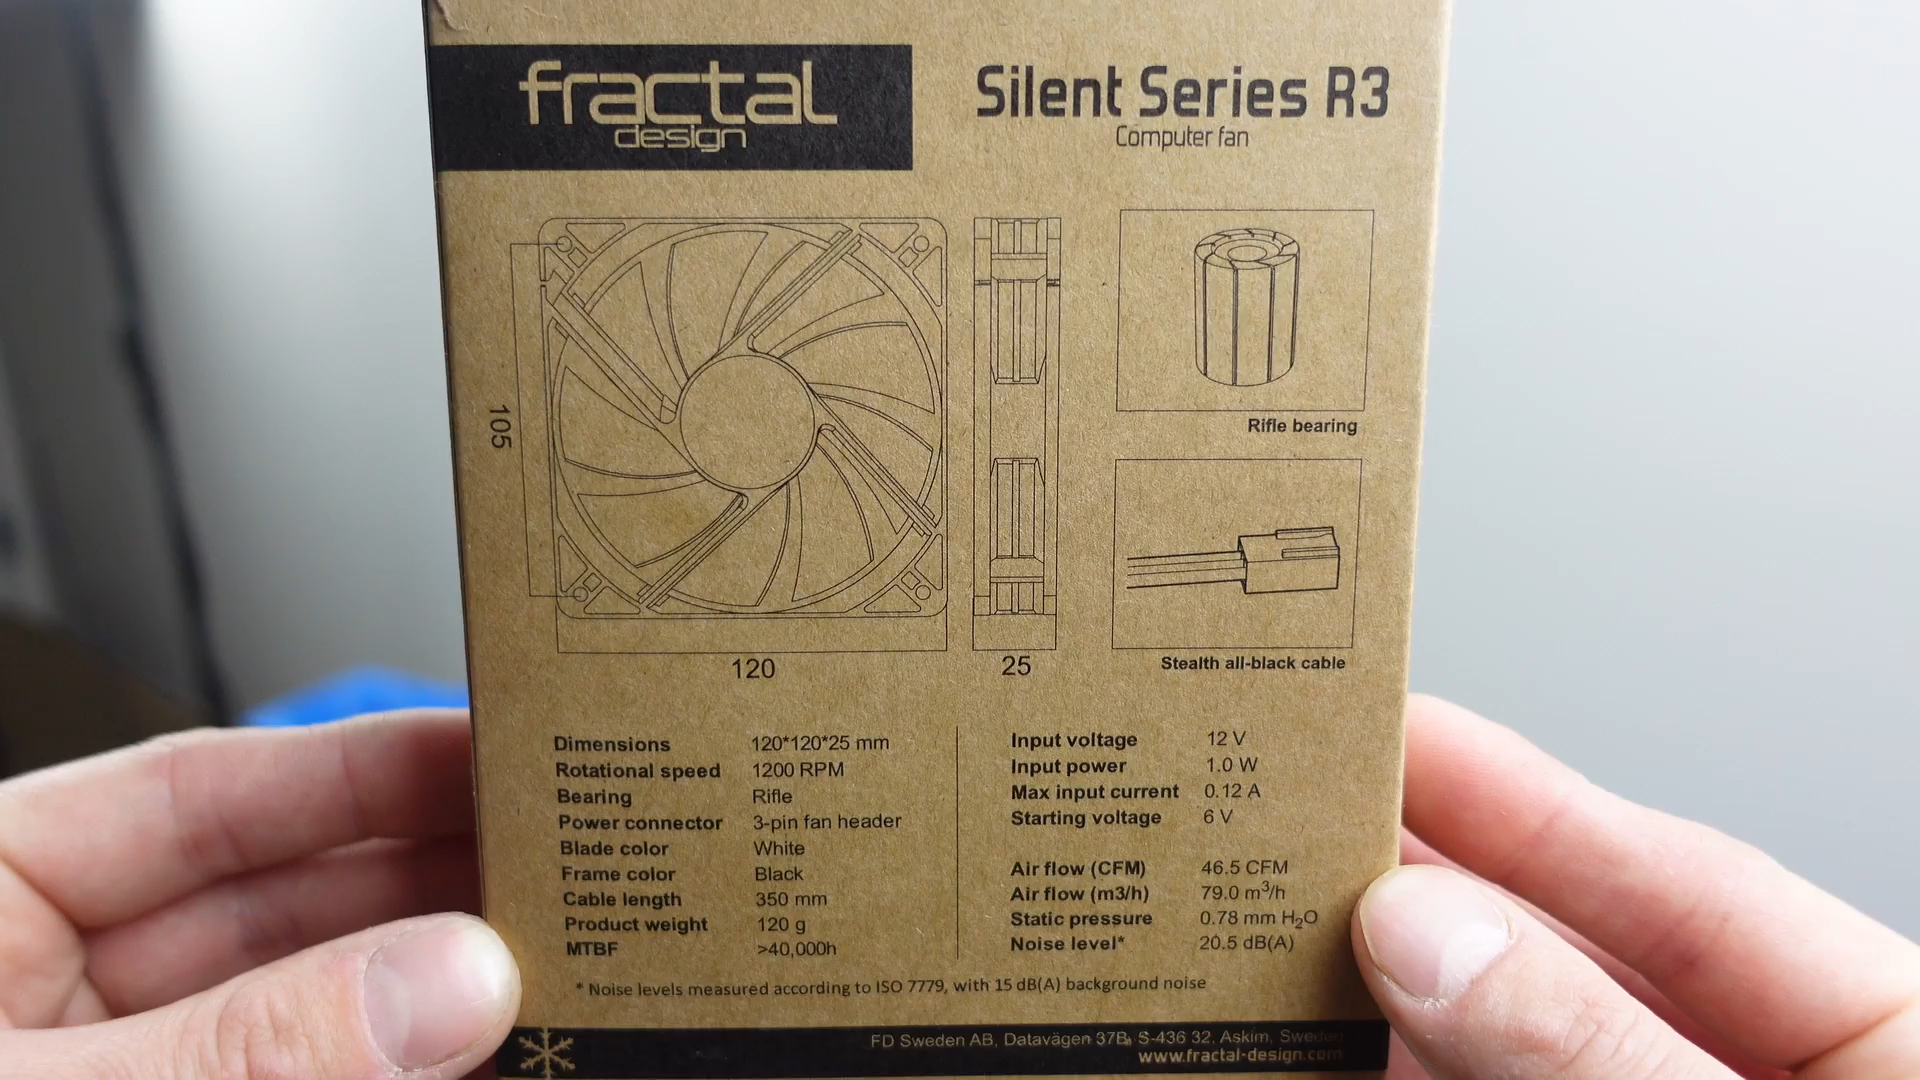 fractal
design
Silent Series R3
Computer fan
105
120
25
Rifle bearing
Stealth all-black cable
Dimensions 120*120*25 mm
Rotational speed 1200 RPM
Bearing Rifle
Power connector 3-pin fan header
Blade color White
Frame color Black
Cable length 350 mm
Product weight 120 g
MTBF >40,000h
Input voltage 12 V
Input power 1.0 W
Max input current 0.12 A
Starting voltage 6 V
Air flow (CFM) 46.5 CFM
Air flow (m3/h) 79.0 m³/h
Static pressure 0.78 mm H₂O
Noise level* 20.5 dB(A)
* Noise levels measured according to ISO 7779, with 15 dB(A) background noise
FD Sweden AB, Datavägen 37B, S-436 32, Askim, Sweden
www.fractal-design.com